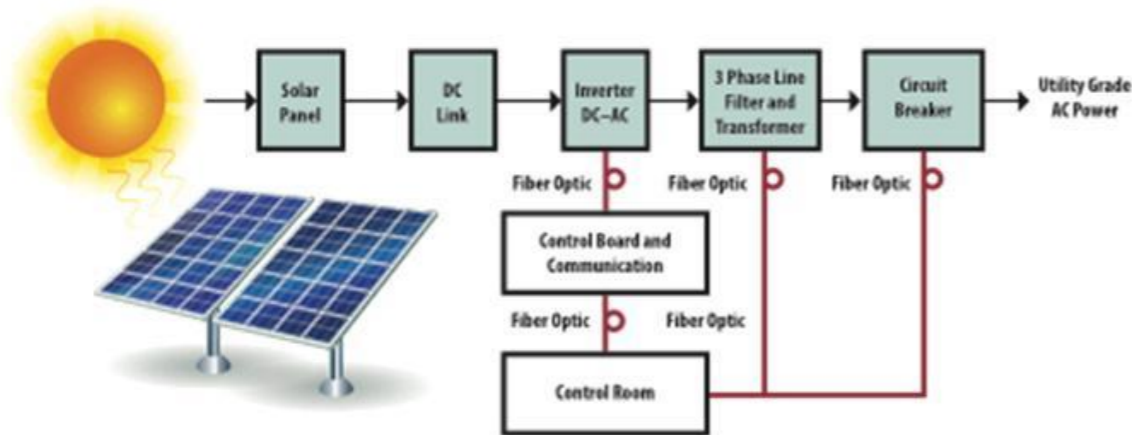 Solar
Panel
DC
Link
Inverter
DC–AC
3 Phase Line
Filter and
Transformer
Circuit
Breaker
Utility Grade
AC Power
Fiber Optic
Fiber Optic
Fiber Optic
Control Board and
Communication
Fiber Optic
Fiber Optic
Control Room